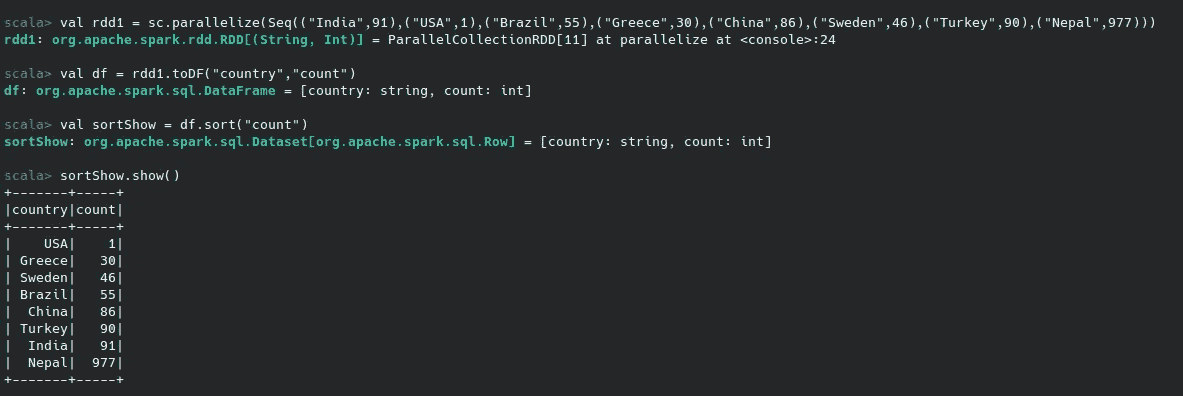 scala> val rdd1 = sc.parallelize(Seq(("India",91),("USA",1),("Brazil",55),("Greece",30),("China",86),("Sweden",46),("Turkey",90),("Nepal",977)))
rdd1: org.apache.spark.rdd.RDD[(String, Int)] = ParallelCollectionRDD[11] at parallelize at <console>:24
scala> val df = rdd1.toDF("country","count")
df: org.apache.spark.sql.DataFrame = [country: string, count: int]
scala> val sortShow = df.sort("count")
sortShow: org.apache.spark.sql.Dataset[org.apache.spark.sql.Row] = [country: string, count: int]
scala> sortShow.show()
+-------+-----+
|country|count|
+-------+-----+
|    USA|    1|
| Greece|   30|
| Sweden|   46|
| Brazil|   55|
|  China|   86|
| Turkey|   90|
|  India|   91|
|  Nepal|  977|
+-------+-----+